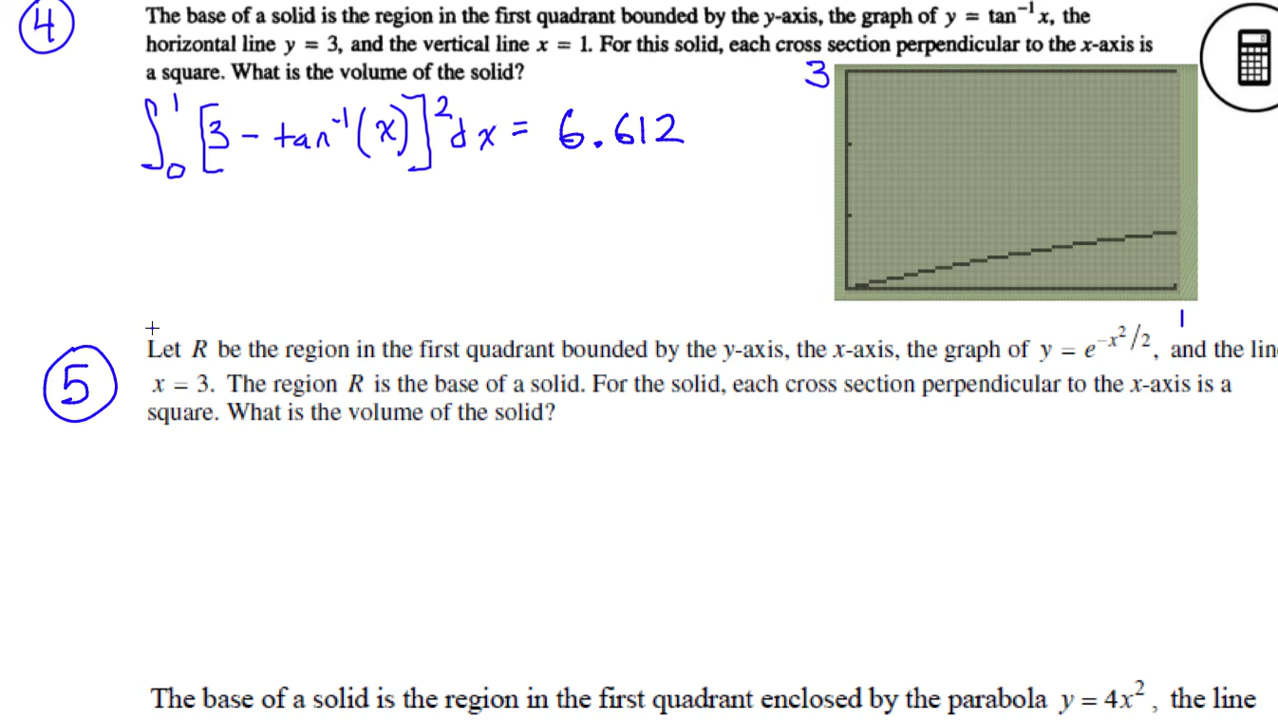 4
The base of a solid is the region in the first quadrant bounded by the y-axis, the graph of y = tan⁻¹ x, the
horizontal line y = 3, and the vertical line x = 1. For this solid, each cross section perpendicular to the x-axis is
a square. What is the volume of the solid?
3
∫₀¹ [3 − tan⁻¹(x)]² dx = 6.612
1
5
Let R be the region in the first quadrant bounded by the y-axis, the x-axis, the graph of y = e^(−x²/2), and the lin
x = 3. The region R is the base of a solid. For the solid, each cross section perpendicular to the x-axis is a
square. What is the volume of the solid?
The base of a solid is the region in the first quadrant enclosed by the parabola y = 4x², the line